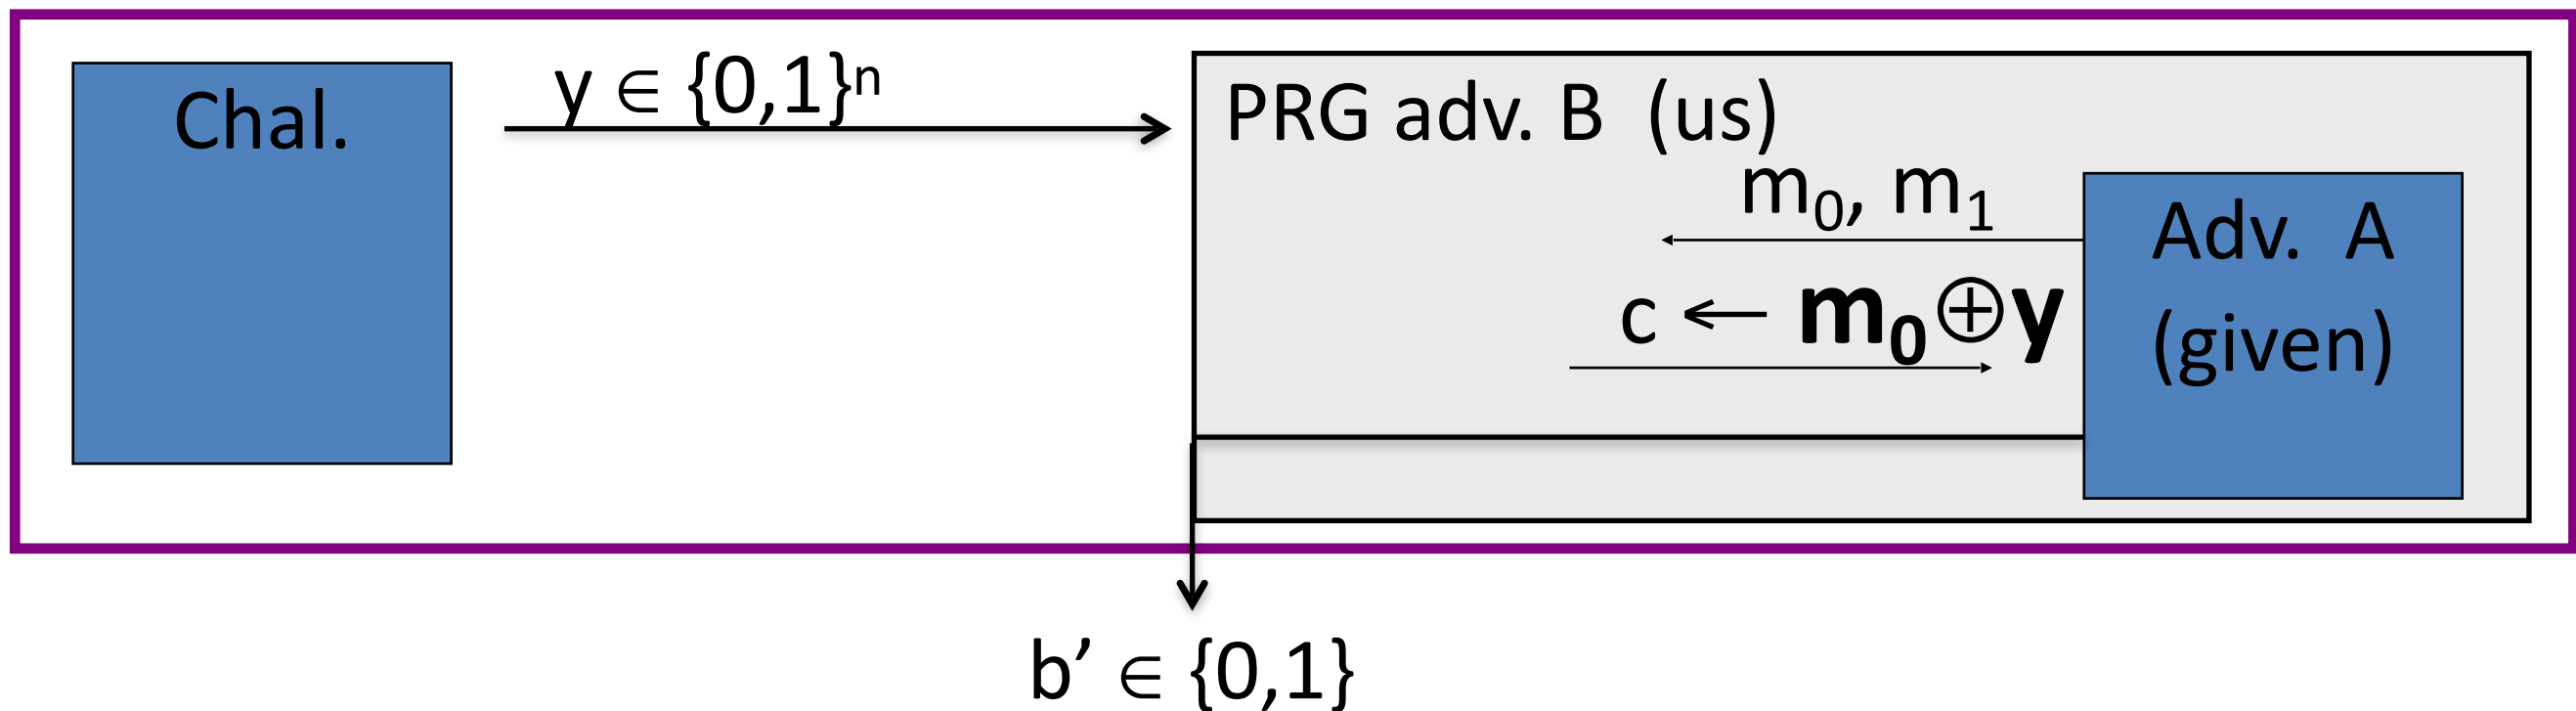 Chal.
y ∈ {0,1}ⁿ
PRG adv. B (us)
m₀, m₁
c ← m₀⊕y
Adv. A
(given)
b’ ∈ {0,1}